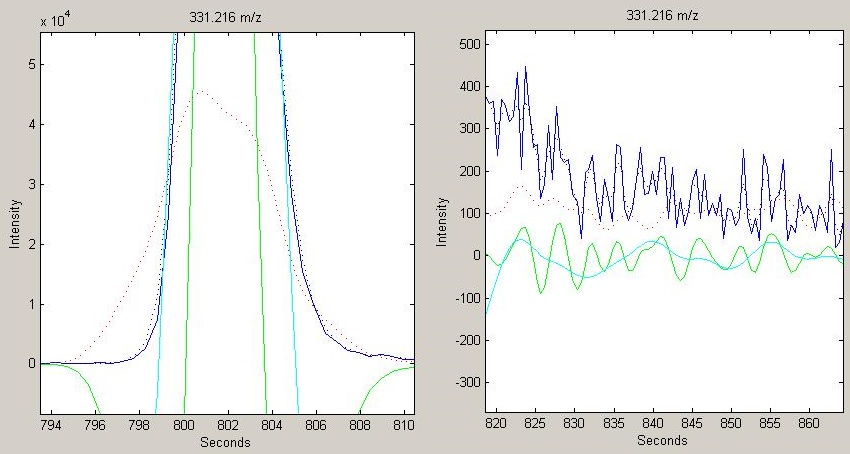 331.216 m/z
x 10⁴
5
4
3
2
1
0
Intensity
794 796 798 800 802 804 806 808 810
Seconds
331.216 m/z
500
400
300
200
100
0
-100
-200
-300
Intensity
820 825 830 835 840 845 850 855 860
Seconds